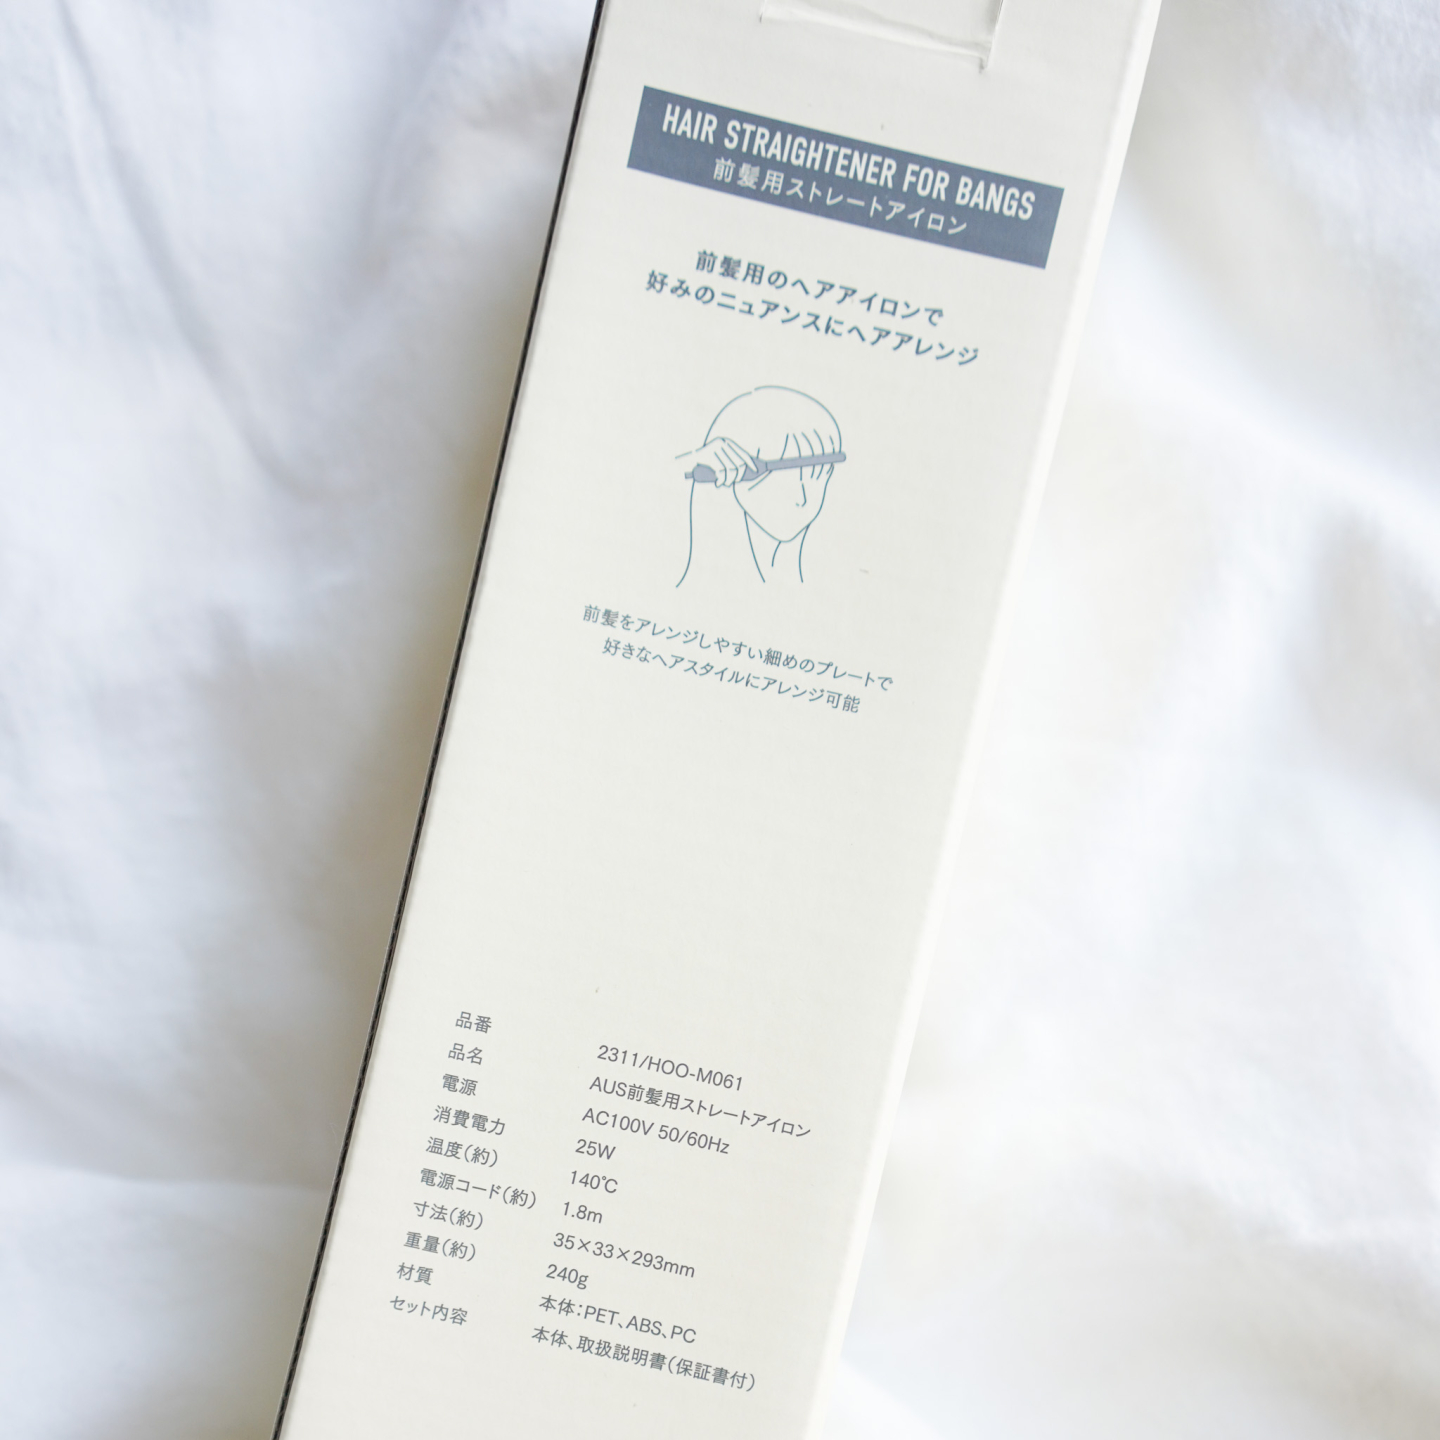 HAIR STRAIGHTENER FOR BANGS
前髪用ストレートアイロン
前髪用のヘアアイロンで
好みのニュアンスにヘアアレンジ
前髪をアレンジしやすい細めのプレートで
好きなヘアスタイルにアレンジ可能
品番 2311/HOO-M061
品名 AUS前髪用ストレートアイロン
電源 AC100V 50/60Hz
消費電力 25W
温度(約) 140℃
電源コード(約) 1.8m
寸法(約) 35×33×293mm
重量(約) 240g
材質 本体:PET、ABS、PC
セット内容 本体、取扱説明書(保証書付)